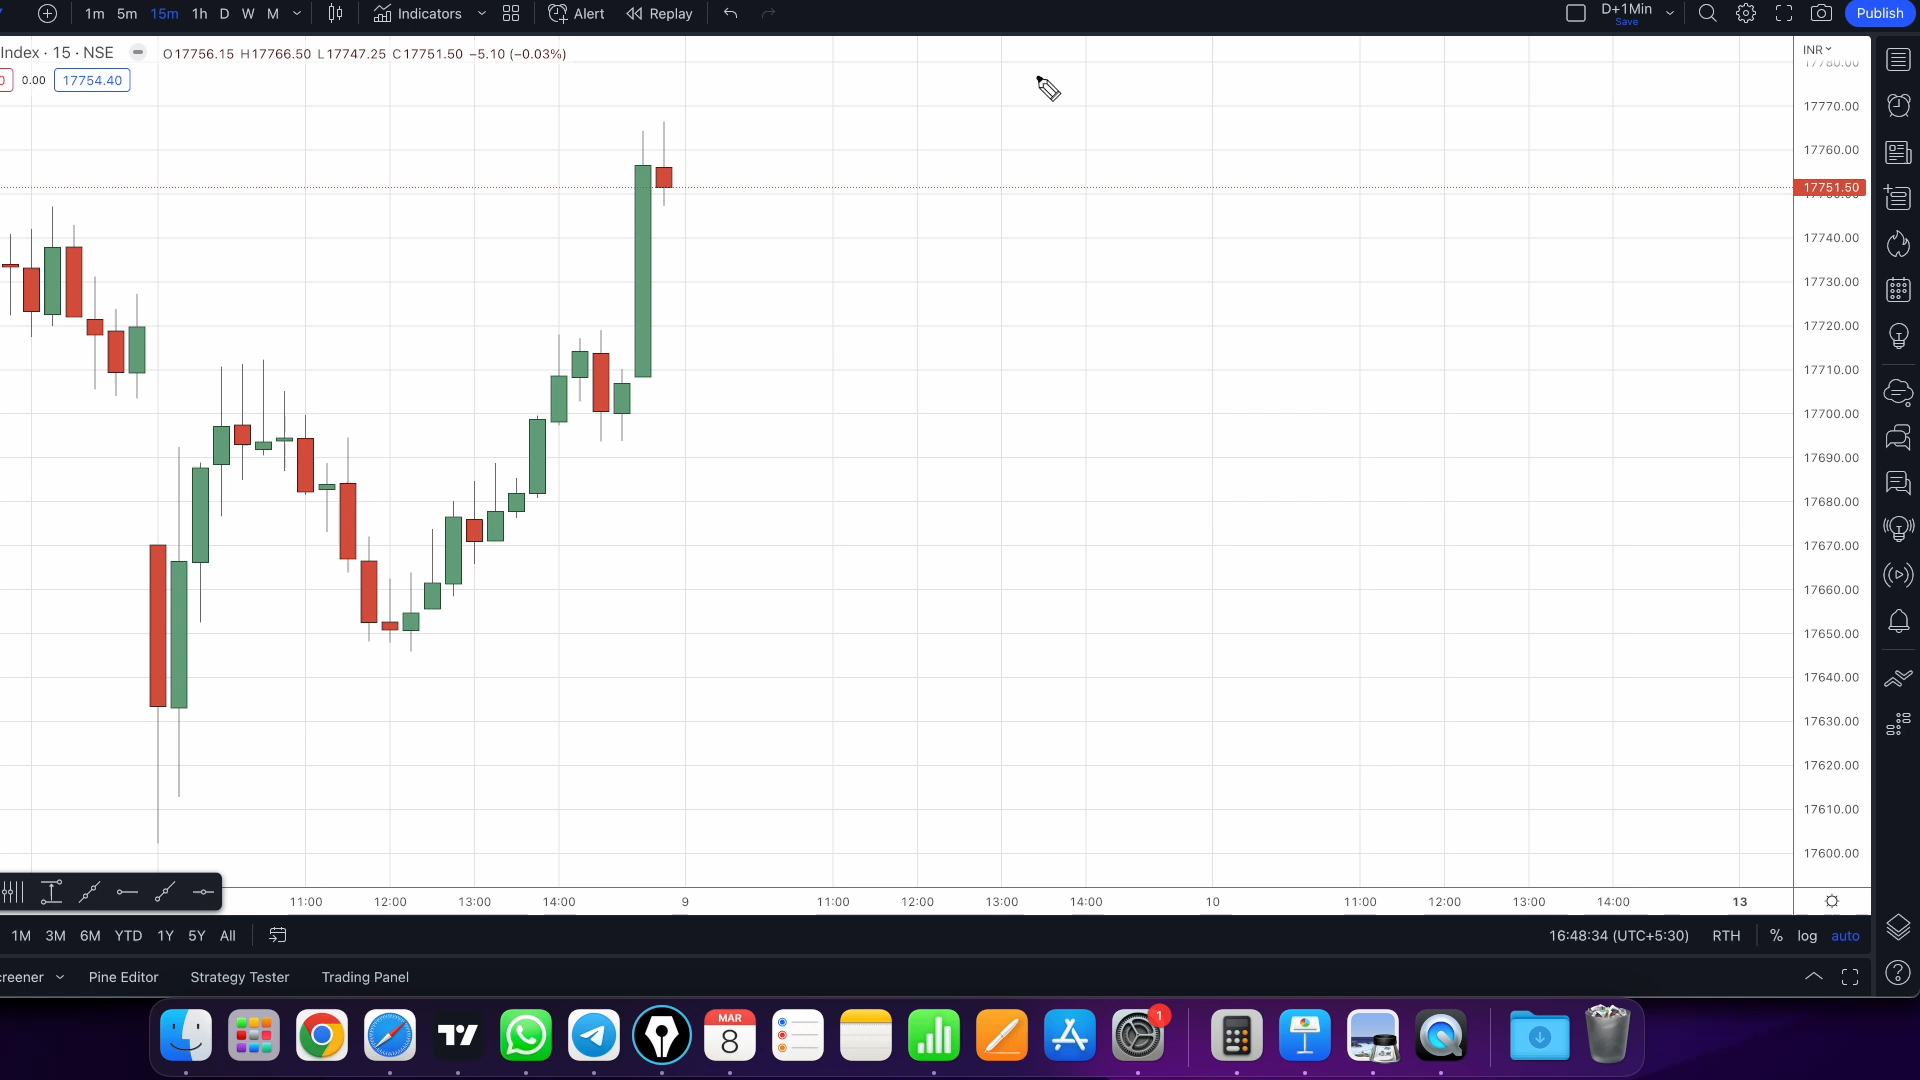 1m 5m 15m 1h D W M Indicators Alert Replay D+1Min Save Publish
Index · 15 · NSE O17756.15 H17766.50 L17747.25 C17751.50 −5.10 (−0.03%)
INR
0 0.00 17754.40
17780.00
17770.00
17760.00
17751.50
17750.00
17740.00
17730.00
17720.00
17710.00
17700.00
17690.00
17680.00
17670.00
17660.00
17650.00
17640.00
17630.00
17620.00
17610.00
17600.00
11:00 12:00 13:00 14:00 9 11:00 12:00 13:00 14:00 10 11:00 12:00 13:00 14:00 13
1M 3M 6M YTD 1Y 5Y All 16:48:34 (UTC+5:30) RTH % log auto
creener Pine Editor Strategy Tester Trading Panel
MAR
8
1